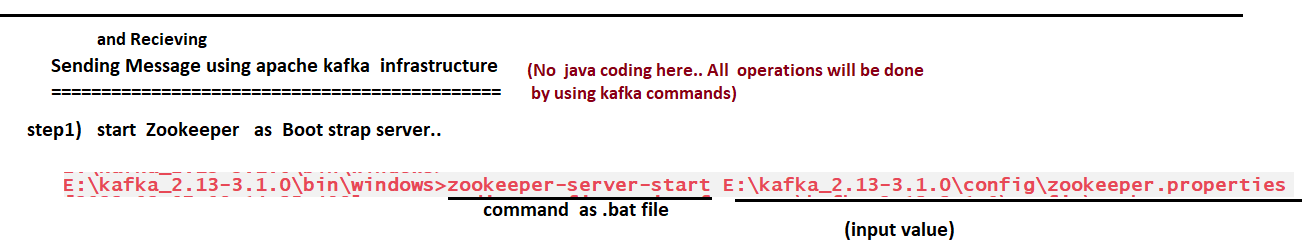 and Recieving
Sending Message using apache kafka infrastructure (No java coding here.. All operations will be done
by using kafka commands)
==============================================
step1) start Zookeeper as Boot strap server..
E:\kafka_2.13-3.1.0\bin\windows>zookeeper-server-start E:\kafka_2.13-3.1.0\config\zookeeper.properties
command as .bat file
(input value)